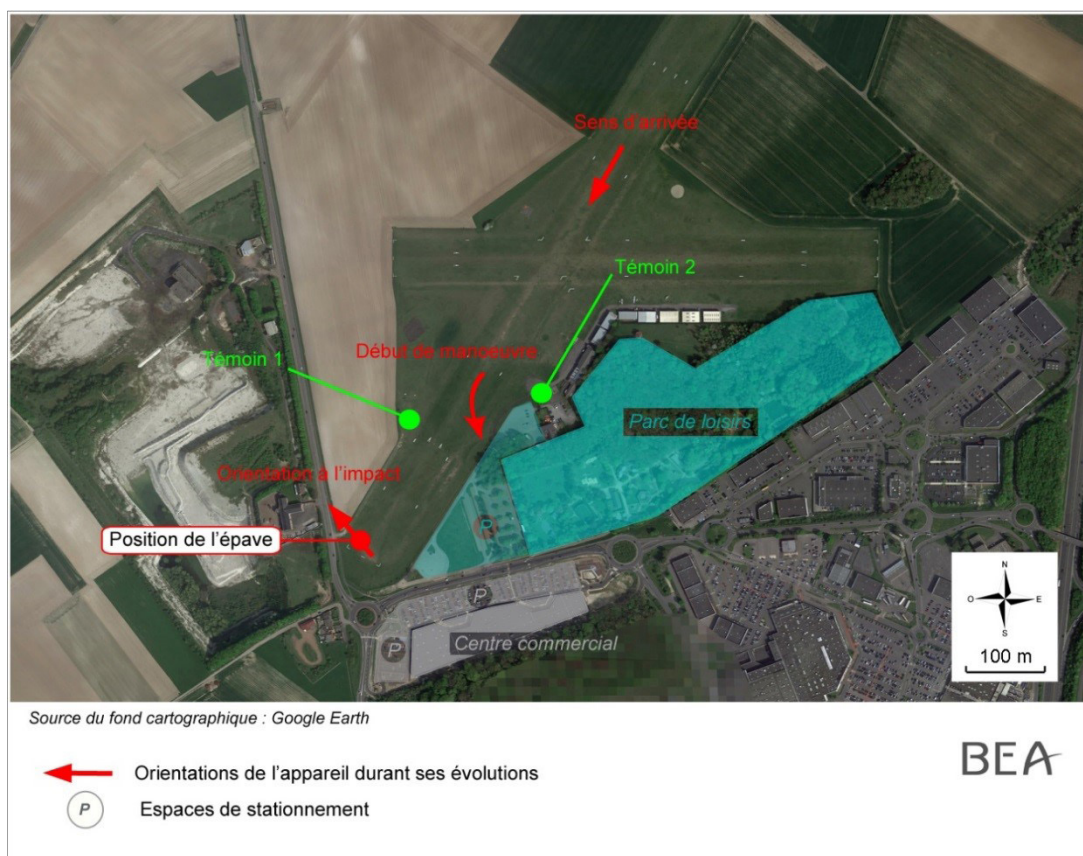 Sens d'arrivée
Témoin 2
Début de manoeuvre
Témoin 1
Parc de loisirs
Orientation à l'impact
P
Position de l'épave
P
Centre commercial
P
N
O
E
S
100 m
Source du fond cartographique : Google Earth
BEA
Orientations de l'appareil durant ses évolutions
P
Espaces de stationnement